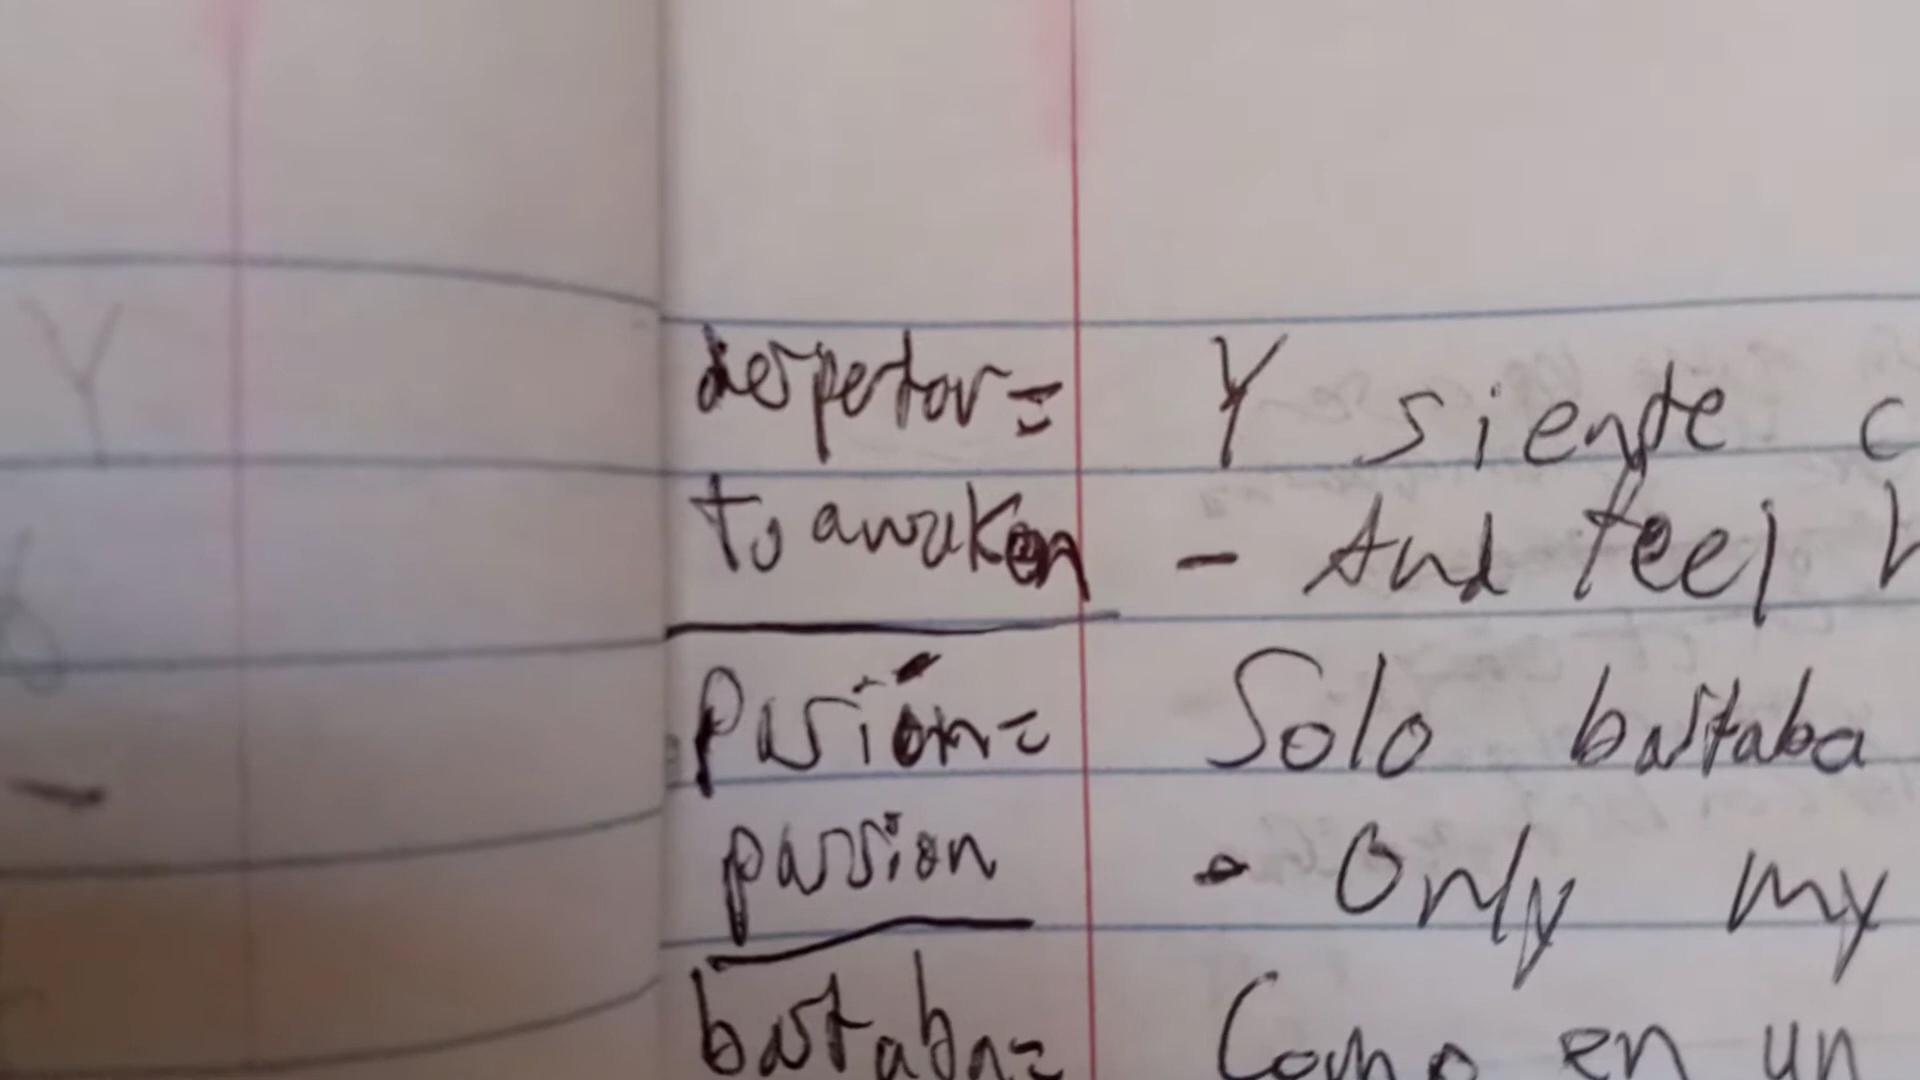 despertar = Y siente c
to awaken - And feel h
Pasión = Solo bastaba
passion - Only my
bastaba = Como en un